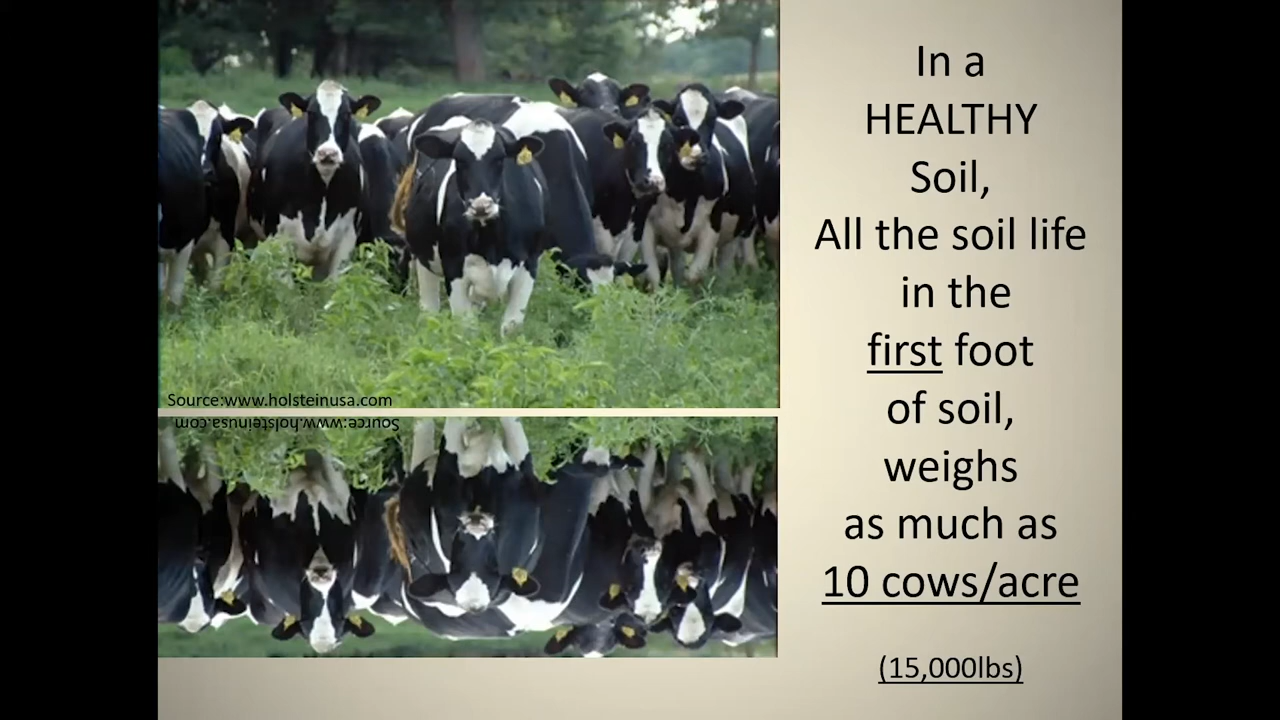 In a
HEALTHY
Soil,
All the soil life
in the
first foot
of soil,
weighs
as much as
10 cows/acre
(15,000lbs)
Source:www.holsteinusa.com
Source:www.holsteinusa.com